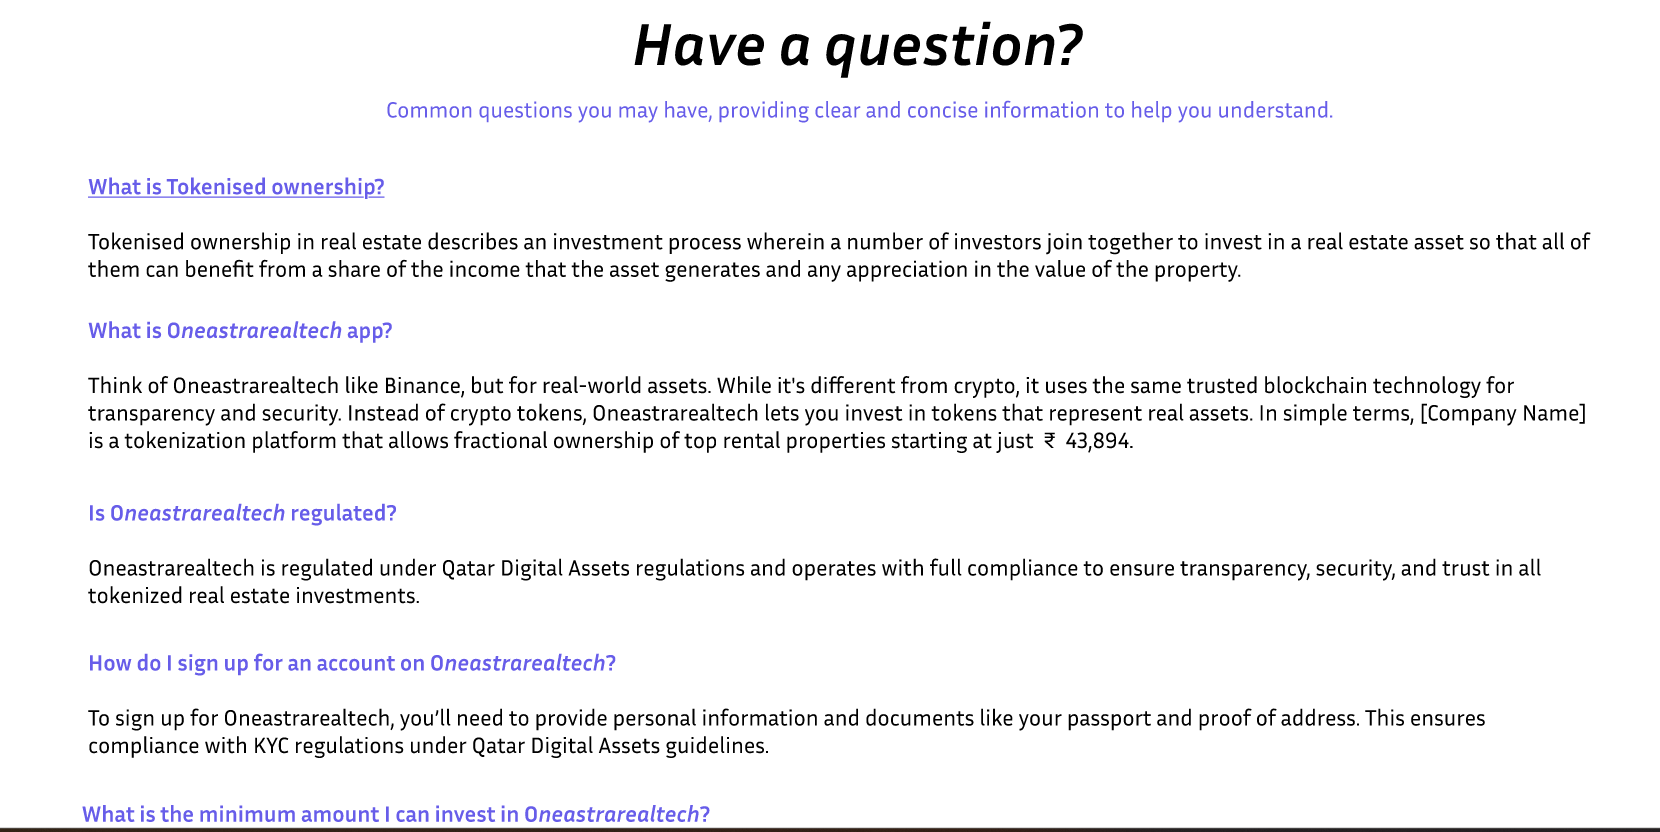 Have a question?
Common questions you may have, providing clear and concise information to help you understand.
What is Tokenised ownership?
Tokenised ownership in real estate describes an investment process wherein a number of investors join together to invest in a real estate asset so that all of
them can benefit from a share of the income that the asset generates and any appreciation in the value of the property.
What is Oneastrarealtech app?
Think of Oneastrarealtech like Binance, but for real-world assets. While it's different from crypto, it uses the same trusted blockchain technology for
transparency and security. Instead of crypto tokens, Oneastrarealtech lets you invest in tokens that represent real assets. In simple terms, [Company Name]
is a tokenization platform that allows fractional ownership of top rental properties starting at just ₹ 43,894.
Is Oneastrarealtech regulated?
Oneastrarealtech is regulated under Qatar Digital Assets regulations and operates with full compliance to ensure transparency, security, and trust in all
tokenized real estate investments.
How do I sign up for an account on Oneastrarealtech?
To sign up for Oneastrarealtech, you’ll need to provide personal information and documents like your passport and proof of address. This ensures
compliance with KYC regulations under Qatar Digital Assets guidelines.
What is the minimum amount I can invest in Oneastrarealtech?